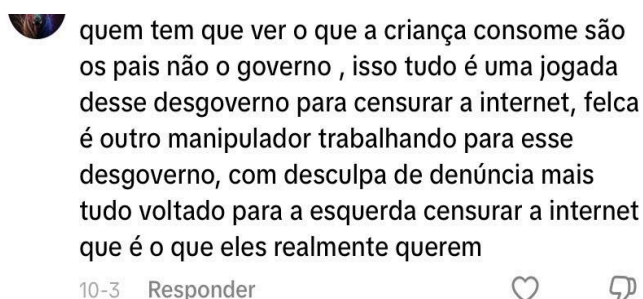 quem tem que ver o que a criança consome são
os pais não o governo , isso tudo é uma jogada
desse desgoverno para censurar a internet, felca
é outro manipulador trabalhando para esse
desgoverno, com desculpa de denúncia mais
tudo voltado para a esquerda censurar a internet
que é o que eles realmente querem
10-3 Responder